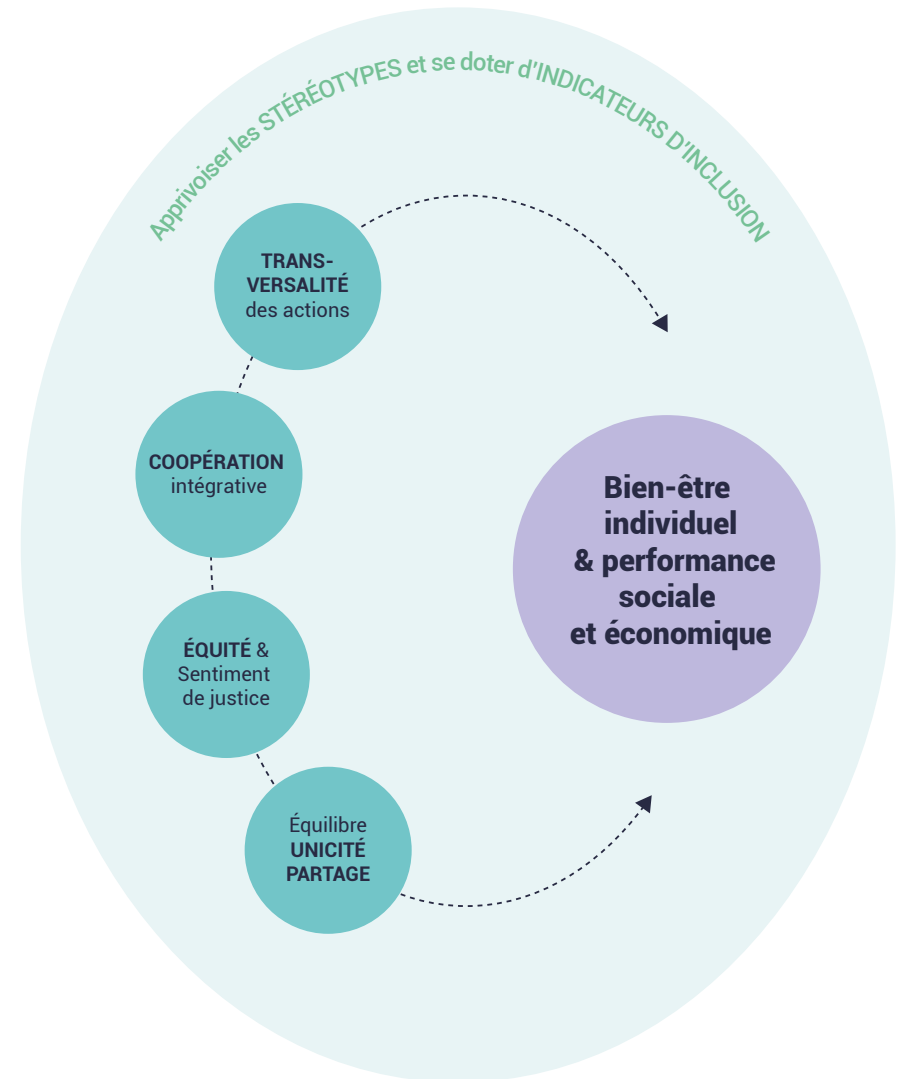 Apprivoiser les STÉRÉOTYPES et se doter d'INDICATEURS D'INCLUSION
TRANS-
VERSALITÉ
des actions
COOPÉRATION
intégrative
ÉQUITÉ &
Sentiment
de justice
Équilibre
UNICITÉ
PARTAGE
Bien-être
individuel
& performance
sociale
et économique